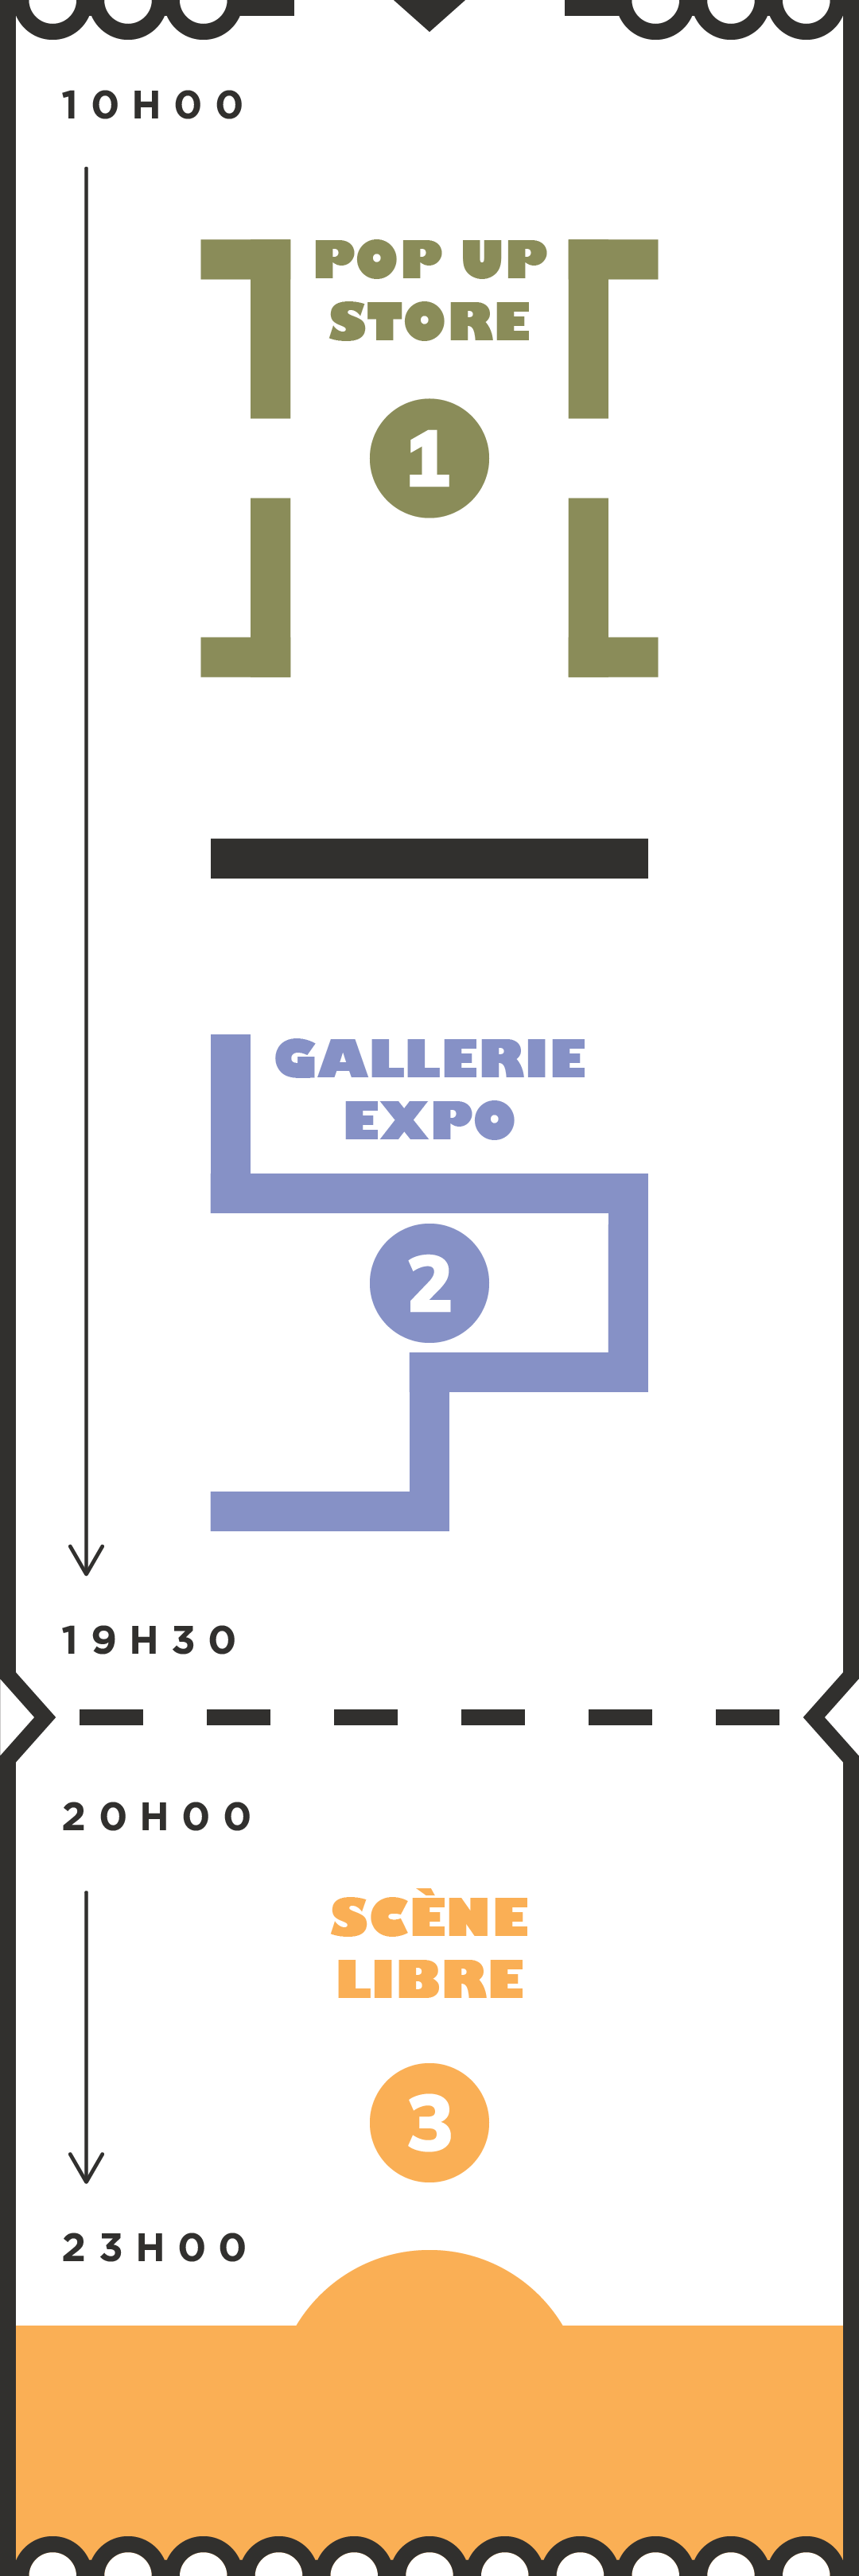 10H00
POP UP
STORE
1
GALLERIE
EXPO
2
19H30
20H00
SCÈNE
LIBRE
3
23H00